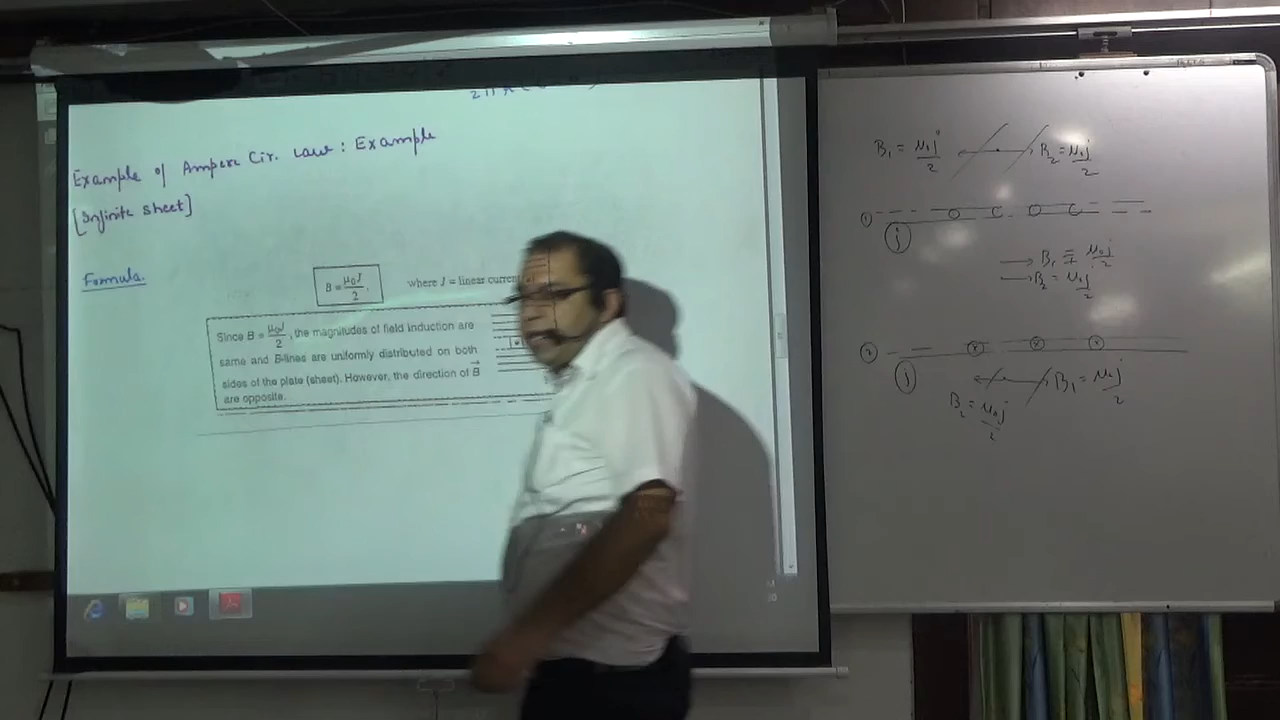 Example of Ampere Cir. Law : Example
[Infinite sheet]
Formula.
B = μ₀J/2. where J = linear current
Since B = μ₀J/2, the magnitudes of field induction are
same and B-lines are uniformly distributed on both
sides of the plate (sheet). However, the direction of B⃗
are opposite.
B₁ = μ₀j/2 B₂ = μ₀j/2
①
j
B₁ = μ₀j/2
B₂ = μ₀j/2
②
j
B₁ = μ₀j/2
B₂ = μ₀j/2